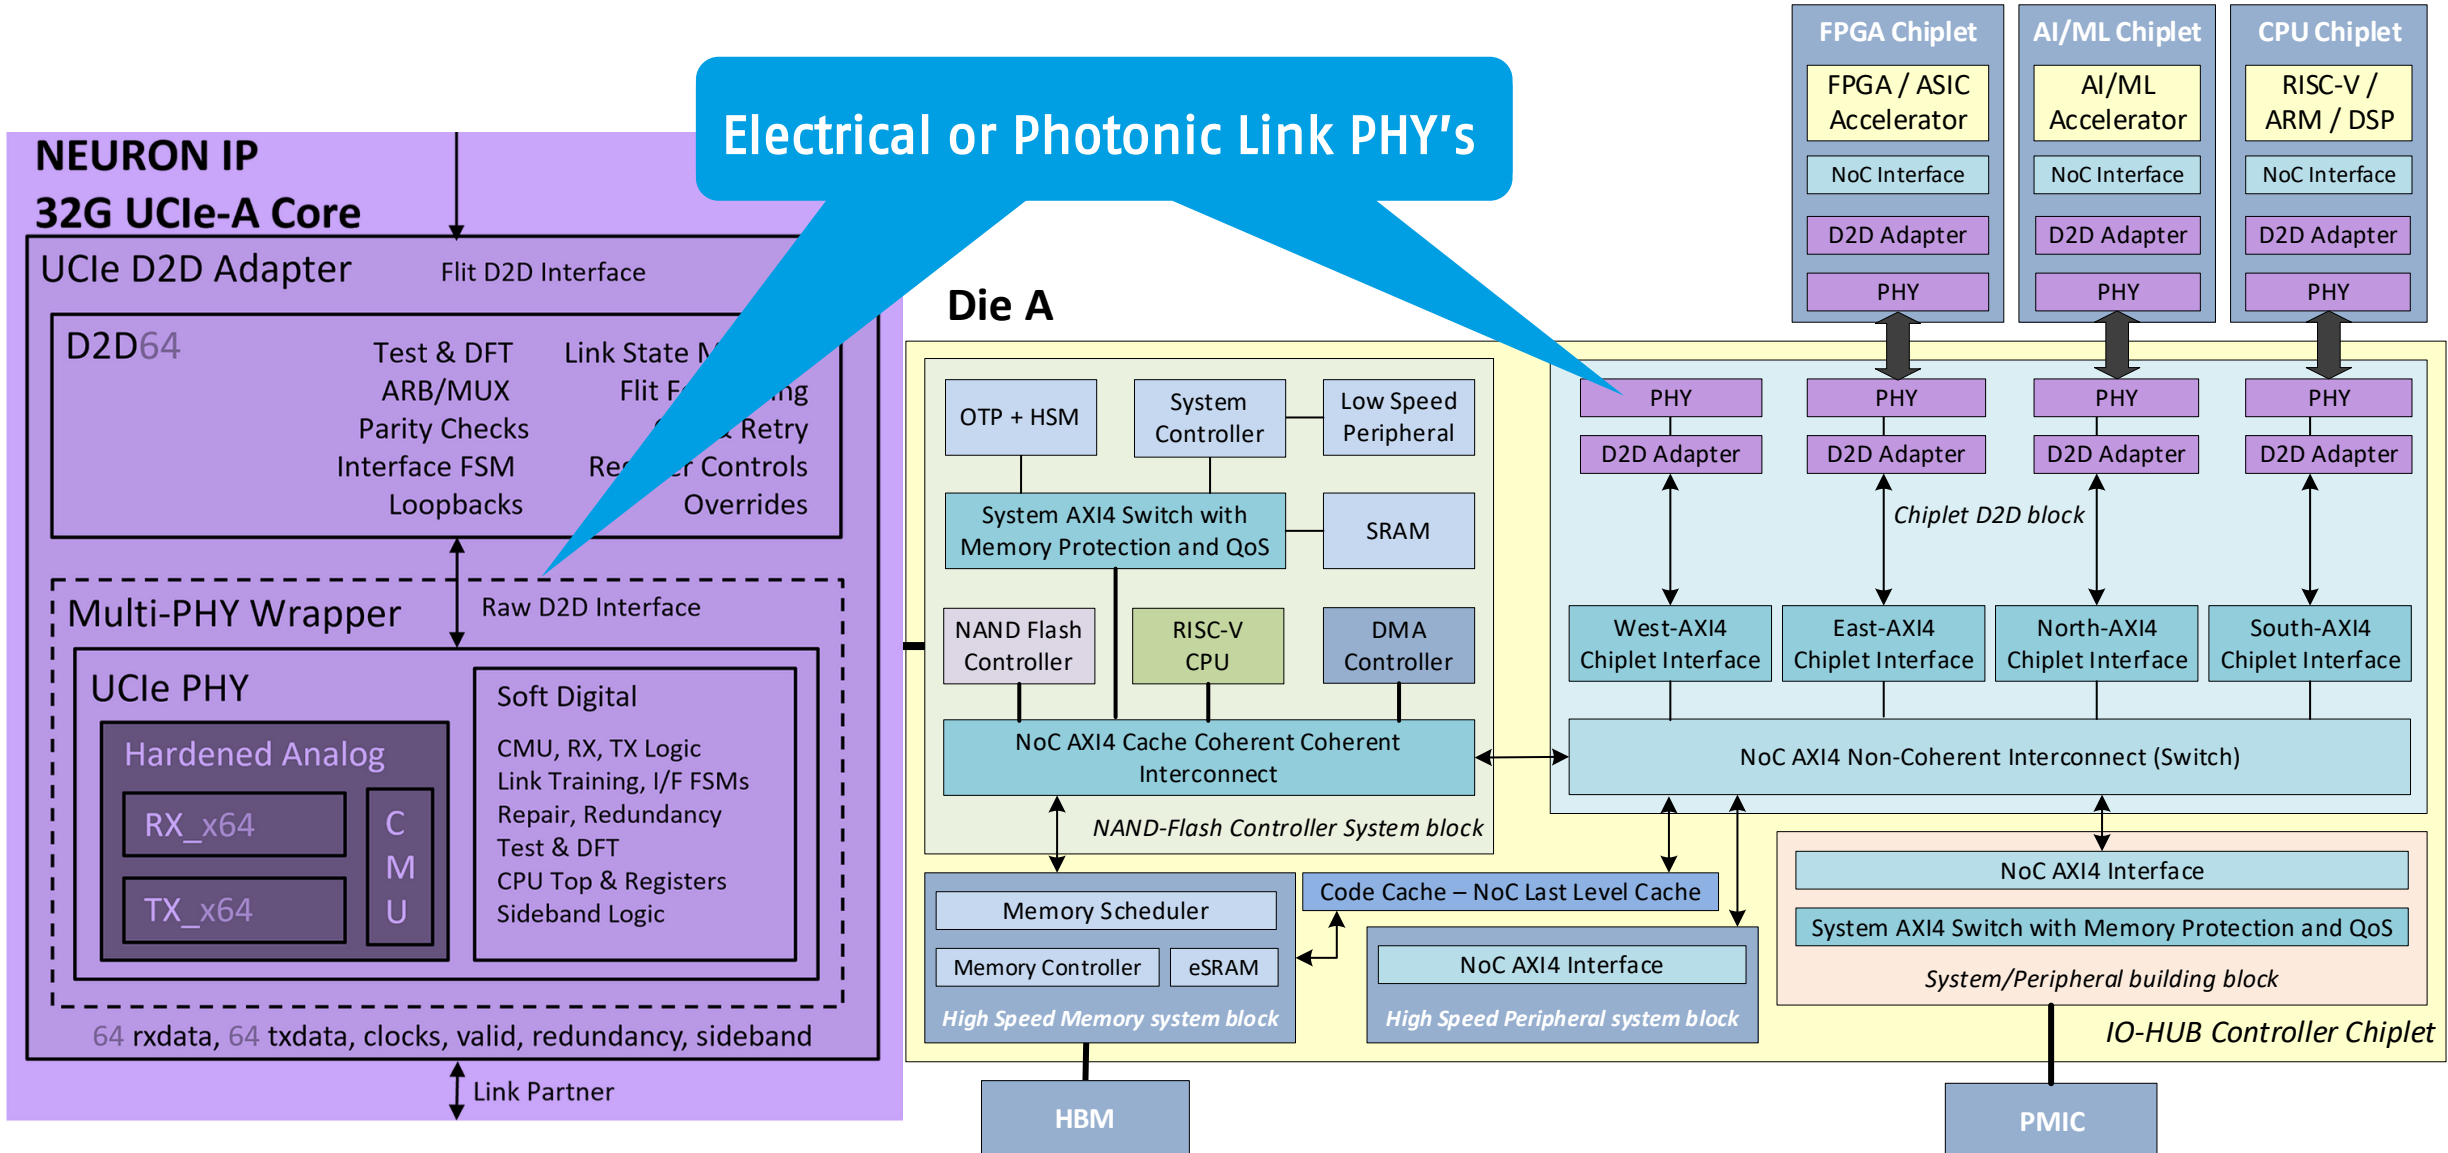 Electrical or Photonic Link PHY's
NEURON IP
32G UCIe-A Core
UCIe D2D Adapter
Flit D2D Interface
D2D64
Test & DFT
ARB/MUX
Parity Checks
Interface FSM
Loopbacks
Link State
Flit
& Retry
Controls
Overrides
Multi-PHY Wrapper
Raw D2D Interface
UCIe PHY
Hardened Analog
RX_x64
TX_x64
C
M
U
Soft Digital
CMU, RX, TX Logic
Link Training, I/F FSMs
Repair, Redundancy
Test & DFT
CPU Top & Registers
Sideband Logic
64 rxdata, 64 txdata, clocks, valid, redundancy, sideband
Link Partner
Die A
OTP + HSM
System
Controller
Low Speed
Peripheral
System AXI4 Switch with
Memory Protection and QoS
SRAM
NAND Flash
Controller
RISC-V
CPU
DMA
Controller
NoC AXI4 Cache Coherent Coherent
Interconnect
NAND-Flash Controller System block
Memory Scheduler
Memory Controller
eSRAM
High Speed Memory system block
Code Cache – NoC Last Level Cache
NoC AXI4 Interface
High Speed Peripheral system block
HBM
FPGA Chiplet
FPGA / ASIC
Accelerator
NoC Interface
D2D Adapter
PHY
AI/ML Chiplet
AI/ML
Accelerator
NoC Interface
D2D Adapter
PHY
CPU Chiplet
RISC-V /
ARM / DSP
NoC Interface
D2D Adapter
PHY
PHY
PHY
PHY
PHY
D2D Adapter
D2D Adapter
D2D Adapter
D2D Adapter
Chiplet D2D block
West-AXI4
Chiplet Interface
East-AXI4
Chiplet Interface
North-AXI4
Chiplet Interface
South-AXI4
Chiplet Interface
NoC AXI4 Non-Coherent Interconnect (Switch)
NoC AXI4 Interface
System AXI4 Switch with Memory Protection and QoS
System/Peripheral building block
IO-HUB Controller Chiplet
PMIC